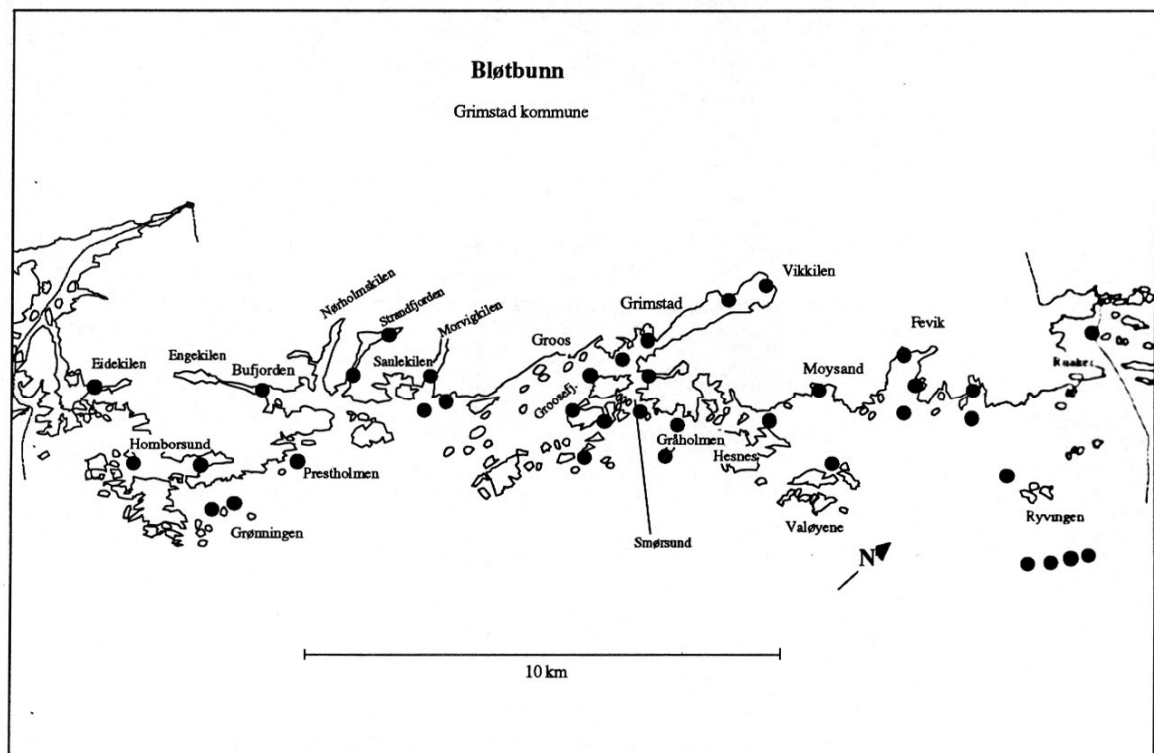 Bløtbunn
Grimstad kommune
Nørholmskilen
Strandfjorden
Morvigkilen
Vikkilen
Grimstad
Fevik
Groos
Engekilen
Eidekilen
Bufjorden
Saulekilen
Moysand
Groosefj.
Homborsund
Gråholmen
Hesnes
Prestholmen
Grønningen
Valøyene
Ryvingen
Smørsund
N
10 km